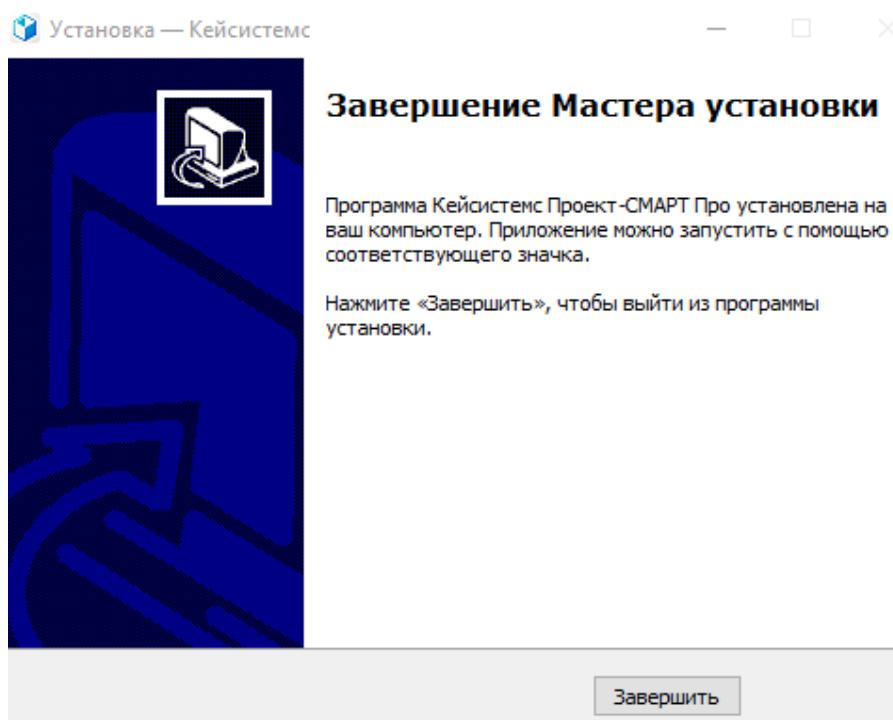 Установка — Кейсистемс
Завершение Мастера установки
Программа Кейсистемс Проект-СМАРТ Про установлена на
ваш компьютер. Приложение можно запустить с помощью
соответствующего значка.
Нажмите «Завершить», чтобы выйти из программы
установки.
Завершить